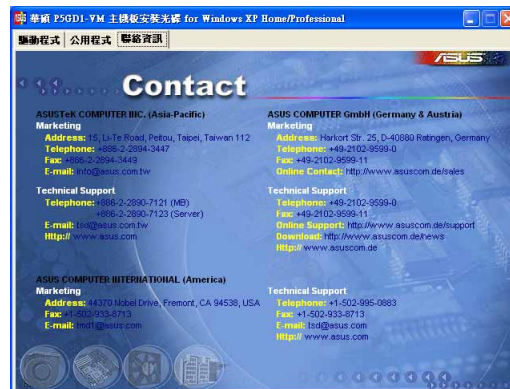 華碩 P5GD1-VM 主機板安裝光碟 for Windows XP Home/Professional
驅動程式 公用程式 聯絡資訊
ASUS
Contact
ASUSTeK COMPUTER INC. (Asia-Pacific)
Marketing
Address: 15, Li-Te Road, Peitou, Taipei, Taiwan 112
Telephone: +886-2-2894-3447
Fax: +886-2-2894-3449
E-mail: info@asus.com.tw
Technical Support
Telephone: +886-2-2890-7121 (MB)
+886-2-2890-7123 (Server)
E-mail: tsd@asus.com.tw
Http:// www.asus.com
ASUS COMPUTER GmbH (Germany & Austria)
Marketing
Address: Harkort Str. 25, D-40880 Ratingen, Germany
Telephone: +49-2102-9599-0
Fax: +49-2102-9599-11
Online Contact: http://www.asuscom.de/sales
Technical Support
Telephone: +49-2102-9599-0
Fax: +49-2102-9599-11
Online Support: http://www.asuscom.de/support
Download: http://www.asuscom.de/news
Http:// www.asuscom.de
ASUS COMPUTER INTERNATIONAL (America)
Marketing
Address: 44370 Nobel Drive, Fremont, CA 94538, USA
Fax: +1-502-933-8713
E-mail: tmd1@asus.com
Technical Support
Telephone: +1-502-995-0883
Fax: +1-502-933-8713
E-mail: tsd@asus.com
Http:// www.asus.com